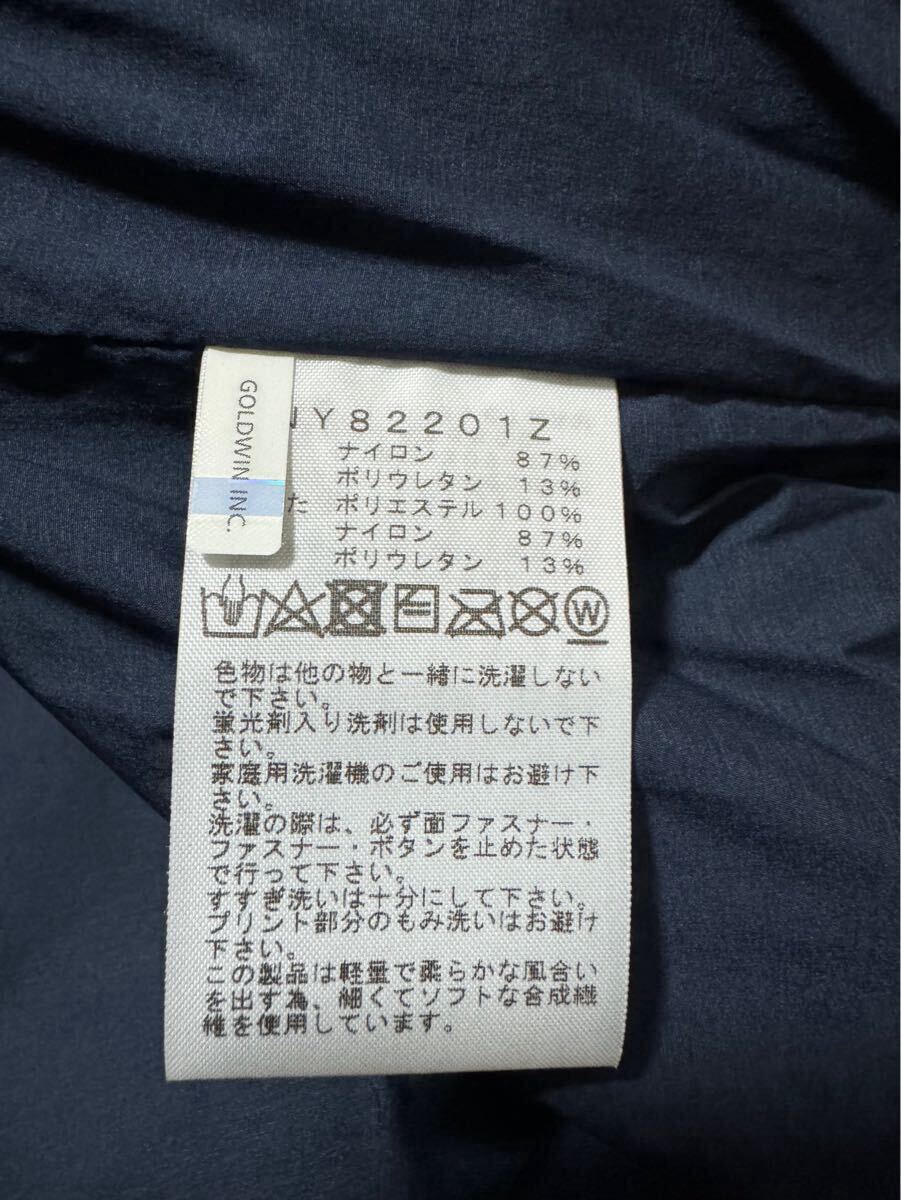 GOLDWIN INC.
NY82201Z
ナイロン 87%
ポリウレタン 13%
た ポリエステル 100%
ナイロン 87%
ポリウレタン 13%
W
色物は他の物と一緒に洗濯しない
で下さい。
蛍光剤入り洗剤は使用しないで下
さい。
家庭用洗濯機のご使用はお避け下
さい。
洗濯の際は、必ず面ファスナー・
ファスナー・ボタンを止めた状態
で行って下さい。
すすぎ洗いは十分にして下さい。
プリント部分のもみ洗いはお避け
下さい。
この製品は軽量で柔らかな風合い
を出す為、細くてソフトな合成繊
維を使用しています。